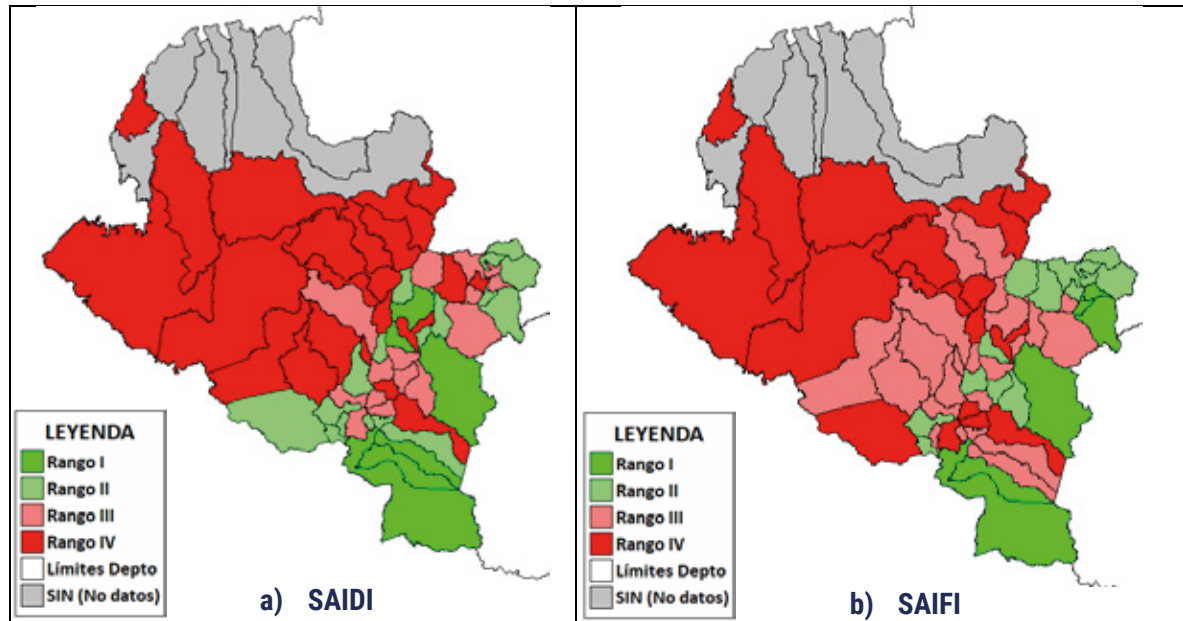 LEYENDA
Rango I
Rango II
Rango III
Rango IV
Límites Depto
SIN (No datos)
a) SAIDI
LEYENDA
Rango I
Rango II
Rango III
Rango IV
Límites Depto
SIN (No datos)
b) SAIFI